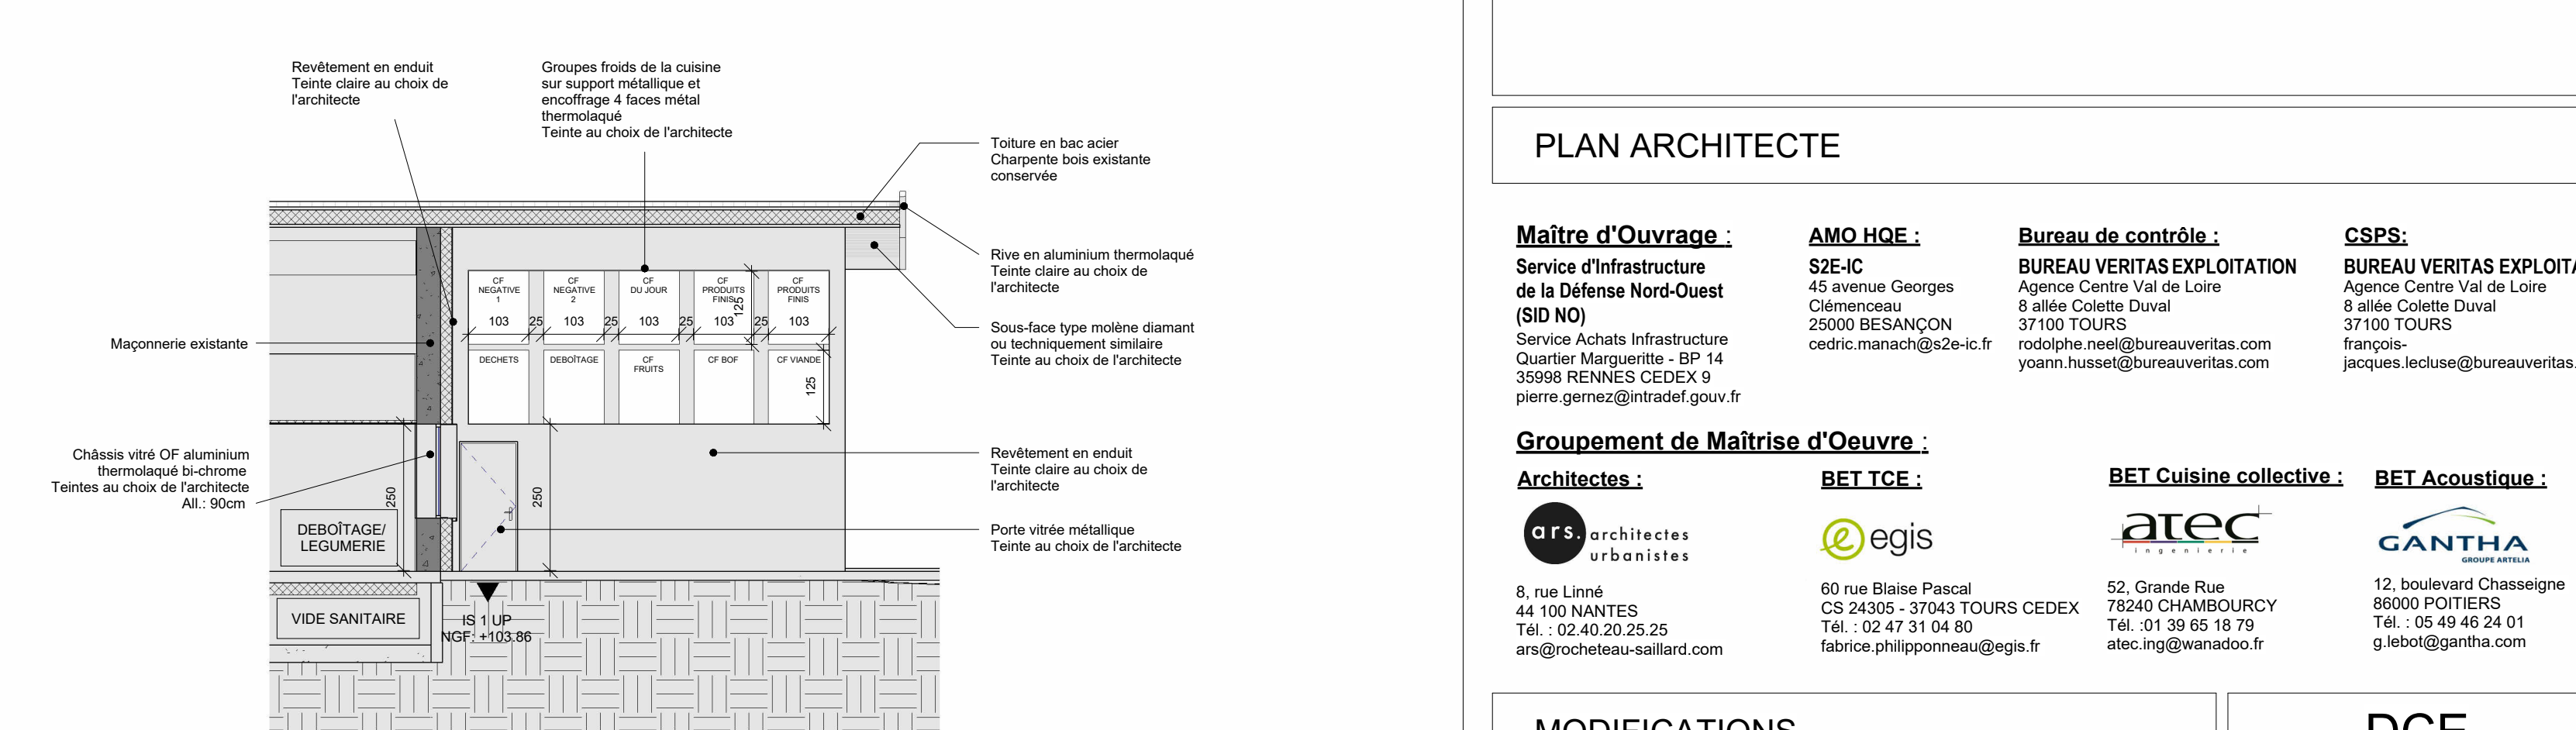 Revêtement en enduit
Teinte claire au choix de
l'architecte
Groupes froids de la cuisine
sur support métallique et
encoffrage 4 faces métal
thermolaqué
Teinte au choix de l'architecte
Toiture en bac acier
Charpente bois existante
conservée
Rive en aluminium thermolaqué
Teinte claire au choix de
l'architecte
Sous-face type molène diamant
ou techniquement similaire
Teinte au choix de l'architecte
CF
NEGATIVE
1
CF
NEGATIVE
2
CF
DU JOUR
CF
PRODUITS
FINIS
CF
PRODUITS
FINIS
125
103 25 103 25 103 25 103 25 103
DECHETS
DEBOÎTAGE
CF
FRUITS
CF BOF
CF VIANDE
125
Maçonnerie existante
Châssis vitré OF aluminium
thermolaqué bi-chrome
Teintes au choix de l'architecte
All.: 90cm
250
250
Revêtement en enduit
Teinte claire au choix de
l'architecte
Porte vitrée métallique
Teinte au choix de l'architecte
DEBOÎTAGE/
LEGUMERIE
VIDE SANITAIRE
IS 1 UP
NGF: +103.86
PLAN ARCHITECTE
Maître d'Ouvrage :
Service d'Infrastructure
de la Défense Nord-Ouest
(SID NO)
Service Achats Infrastructure
Quartier Margueritte - BP 14
35998 RENNES CEDEX 9
pierre.gernez@intradef.gouv.fr
AMO HQE :
S2E-IC
45 avenue Georges
Clémenceau
25000 BESANÇON
cedric.manach@s2e-ic.fr
Bureau de contrôle :
BUREAU VERITAS EXPLOITATION
Agence Centre Val de Loire
8 allée Colette Duval
37100 TOURS
rodolphe.neel@bureauveritas.com
yoann.husset@bureauveritas.com
CSPS:
BUREAU VERITAS EXPLOITA
Agence Centre Val de Loire
8 allée Colette Duval
37100 TOURS
françois-
jacques.lecluse@bureauveritas.
Groupement de Maîtrise d'Oeuvre :
Architectes :
ars. architectes
urbanistes
8, rue Linné
44 100 NANTES
Tél. : 02.40.20.25.25
ars@rocheteau-saillard.com
BET TCE :
e egis
60 rue Blaise Pascal
CS 24305 - 37043 TOURS CEDEX
Tél. : 02 47 31 04 80
fabrice.philipponneau@egis.fr
BET Cuisine collective :
atec
ingenierie
52, Grande Rue
78240 CHAMBOURCY
Tél. :01 39 65 18 79
atec.ing@wanadoo.fr
BET Acoustique :
GANTHA
GROUPE ARTELIA
12, boulevard Chasseigne
86000 POITIERS
Tél. : 05 49 46 24 01
g.lebot@gantha.com
MODIFICATIONS
DCE